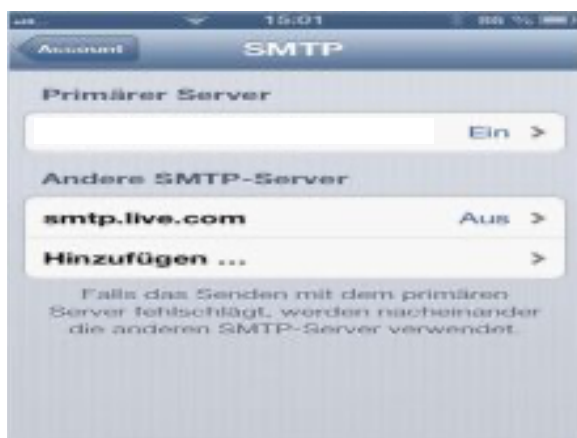 15:01
Account
SMTP
Primärer Server
Ein
Andere SMTP-Server
smtp.live.com
Aus
Hinzufügen ...
Falls das Senden mit dem primären
Server fehlschlägt, werden nacheinander
die anderen SMTP-Server verwendet.